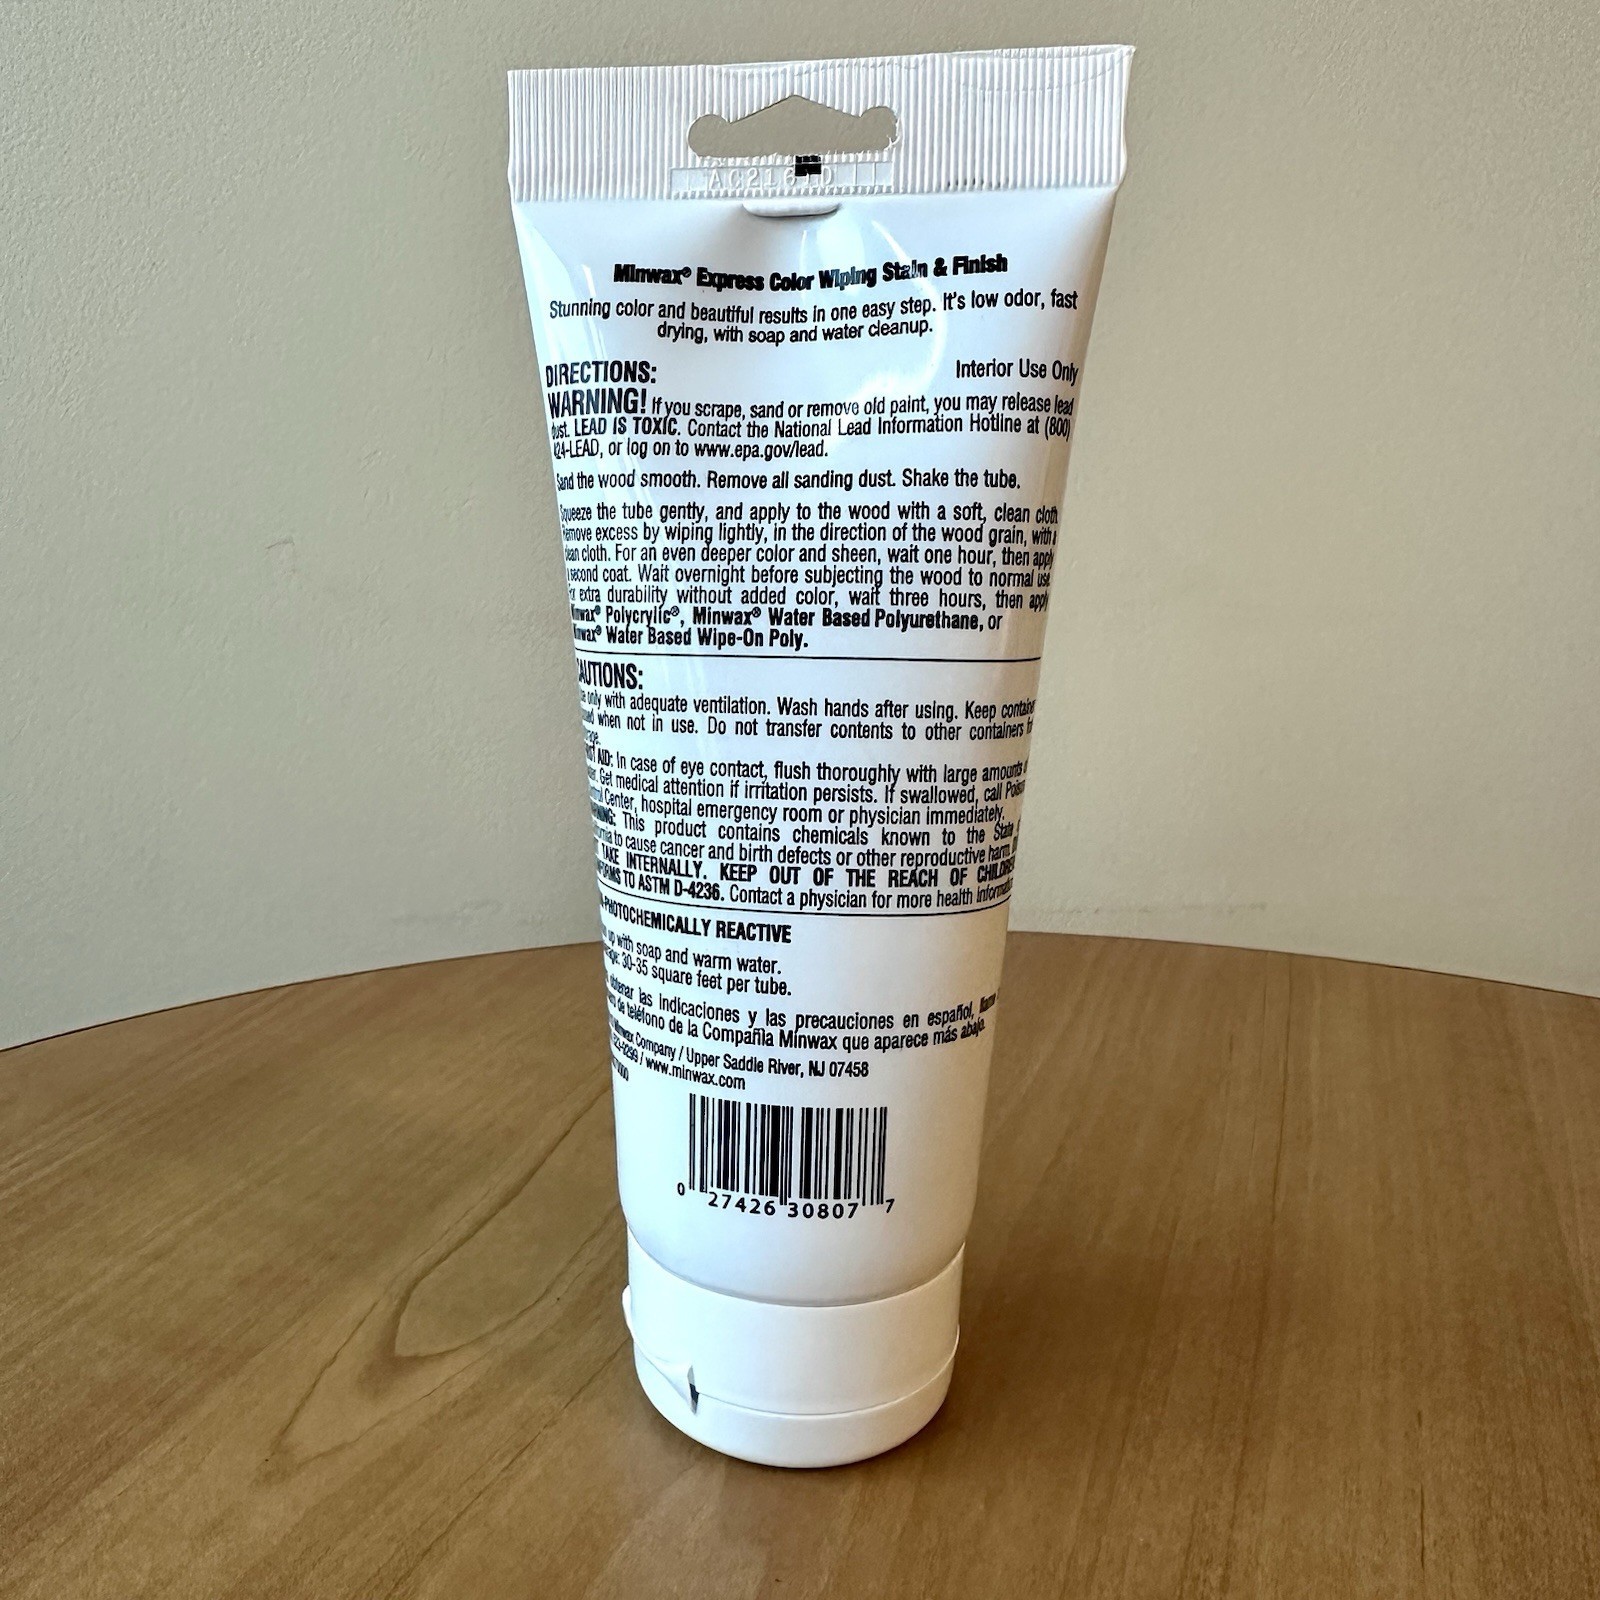 AC216
Minwax® Express Color Wiping Stain & Finish
Stunning color and beautiful results in one easy step. It's low odor, fast
drying, with soap and water cleanup.
DIRECTIONS: Interior Use Only
WARNING! If you scrape, sand or remove old paint, you may release lead
dust. LEAD IS TOXIC. Contact the National Lead Information Hotline at (800)
424-LEAD, or log on to www.epa.gov/lead.
Sand the wood smooth. Remove all sanding dust. Shake the tube.
Squeeze the tube gently, and apply to the wood with a soft, clean cloth.
Remove excess by wiping lightly, in the direction of the wood grain, with a
clean cloth. For an even deeper color and sheen, wait one hour, then apply
a second coat. Wait overnight before subjecting the wood to normal use.
For extra durability without added color, wait three hours, then apply
Minwax® Polycrylic®, Minwax® Water Based Polyurethane, or
Minwax® Water Based Wipe-On Poly.
CAUTIONS:
only with adequate ventilation. Wash hands after using. Keep container
when not in use. Do not transfer contents to other containers
AID: In case of eye contact, flush thoroughly with large amounts
Get medical attention if irritation persists. If swallowed, call Poison
Control Center, hospital emergency room or physician immediately.
This product contains chemicals known to the State
to cause cancer and birth defects or other reproductive harm.
TAKE INTERNALLY. KEEP OUT OF THE REACH OF CHILDREN
TO ASTM D-4236. Contact a physician for more health information
PHOTOCHEMICALLY REACTIVE
up with soap and warm water.
30-35 square feet per tube.
obtener las indicaciones y las precauciones en español, llame
de teléfono de la Compañía Minwax que aparece más abajo.
Minwax Company / Upper Saddle River, NJ 07458
/ www.minwax.com
0 27426 30807 7